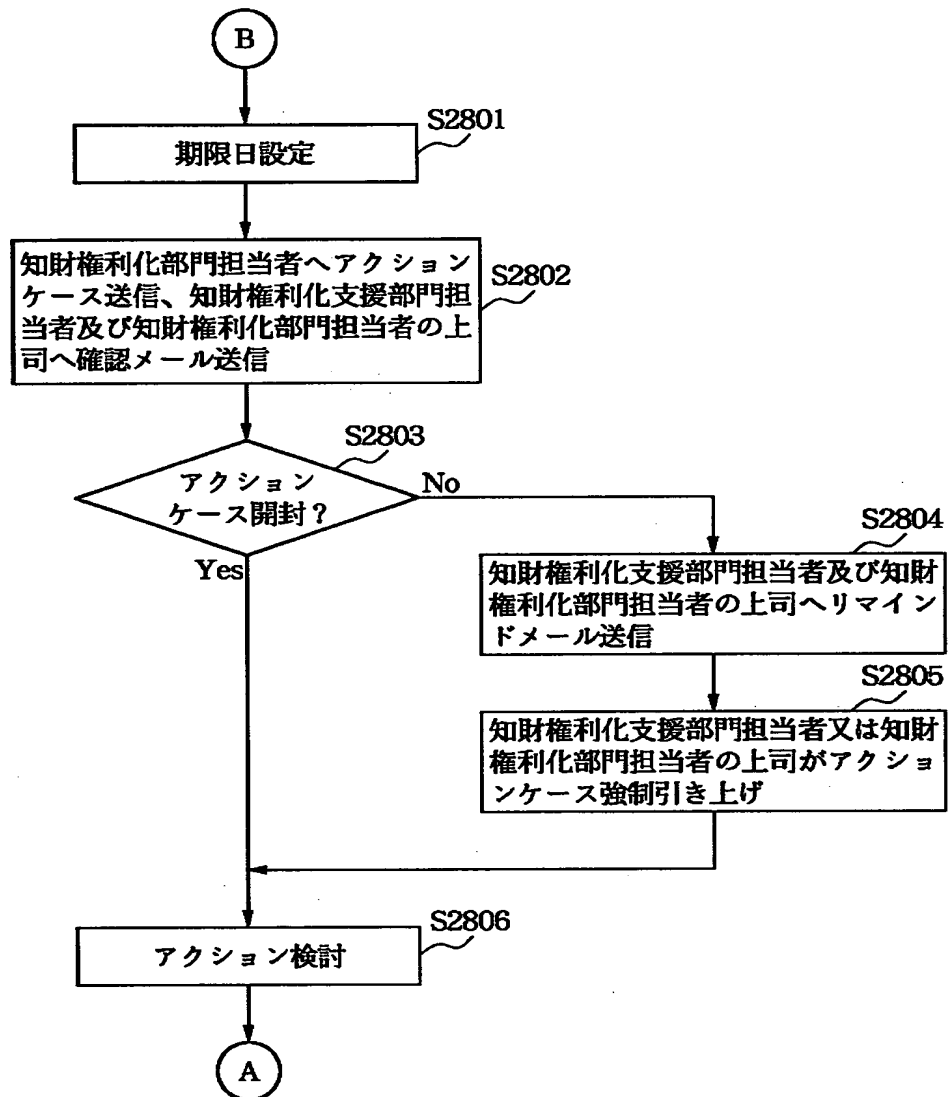 B
S2801
期限日設定
S2802
知財権利化部門担当者へアクション
ケース送信、知財権利化支援部門担
当者及び知財権利化部門担当者の上
司へ確認メール送信
S2803
アクション
ケース開封？
No
Yes
S2804
知財権利化支援部門担当者及び知財
権利化部門担当者の上司へリマイン
ドメール送信
S2805
知財権利化支援部門担当者又は知財
権利化部門担当者の上司がアクショ
ンケース強制引き上げ
S2806
アクション検討
A